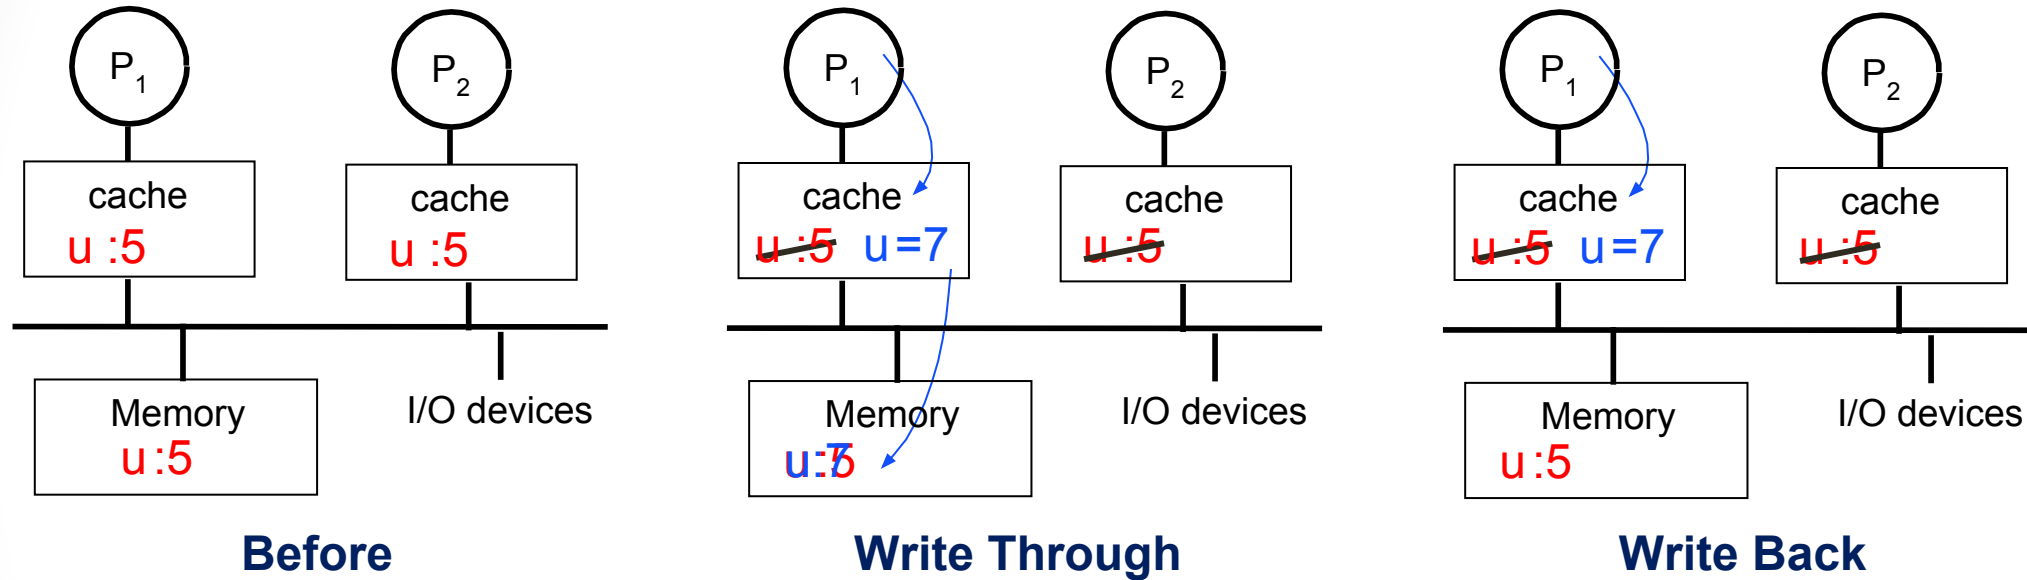 P1
cache
u :5
P2
cache
u :5
Memory
u :5
I/O devices
Before
P1
cache
u :5 u=7
P2
cache
u :5
Memory
u:7
u:5
I/O devices
Write Through
P1
cache
u :5 u=7
P2
cache
u :5
Memory
u :5
I/O devices
Write Back